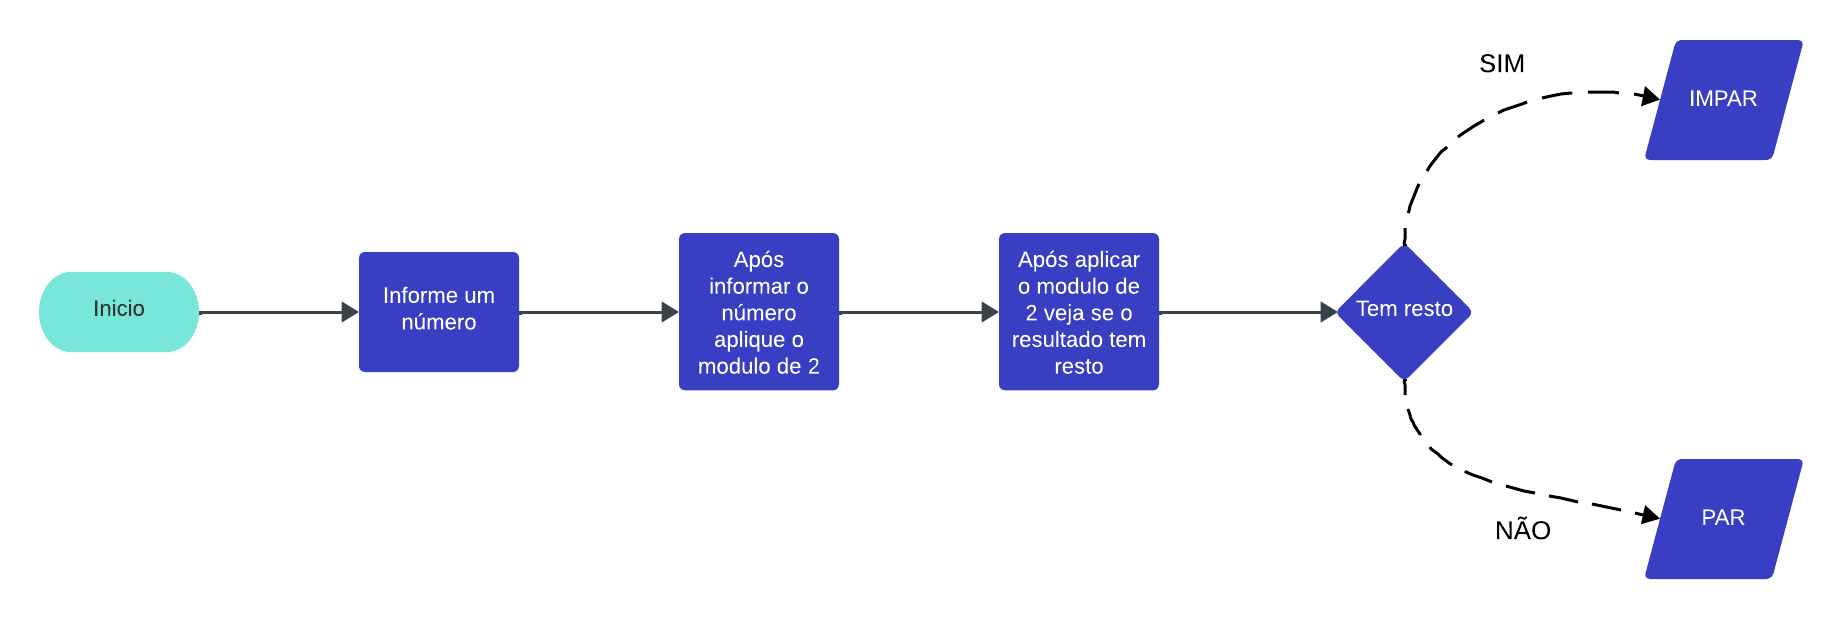 Inicio
Informe um
número
Após
informar o
número
aplique o
modulo de 2
Após aplicar
o modulo de
2 veja se o
resultado tem
resto
Tem resto
SIM
IMPAR
NÃO
PAR